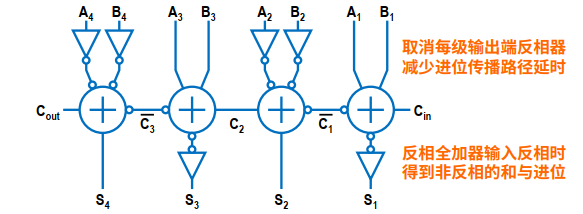 A4 B4 A3 B3 A2 B2 A1 B1
取消每级输出端反相器
减少进位传播路径延时
Cout C̅3 C2 C̅1 Cin
反相全加器输入反相时
得到非反相的和与进位
S4 S3 S2 S1